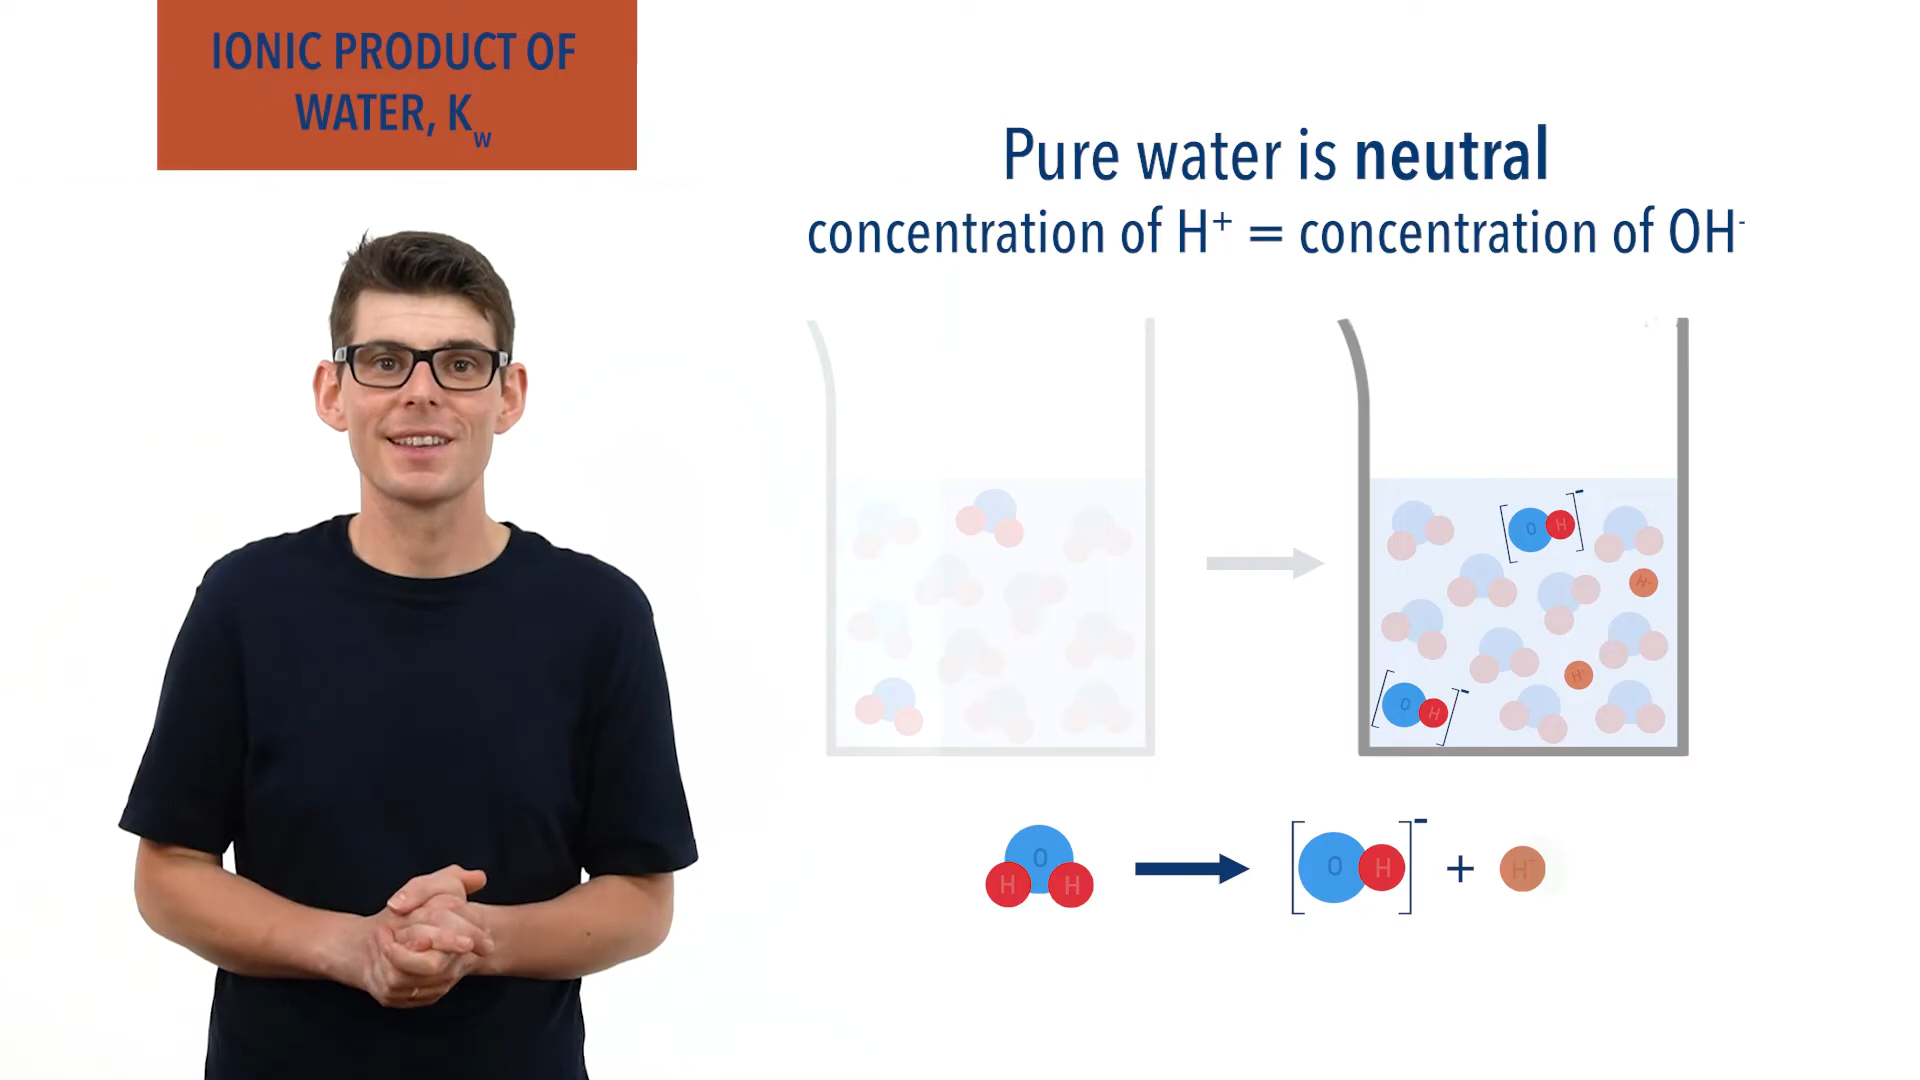 IONIC PRODUCT OF
WATER, Kw
Pure water is neutral
concentration of H⁺ = concentration of OH⁻
O H
H⁺
H⁺
O H
O
H H
[O H]⁻ + H⁺